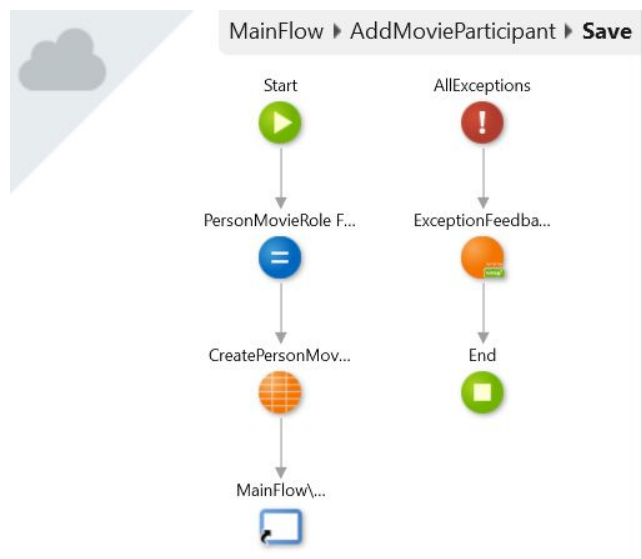 MainFlow ▶ AddMovieParticipant ▶ Save
Start
AllExceptions
PersonMovieRole F...
ExceptionFeedba...
CreatePersonMov...
End
MainFlow\...